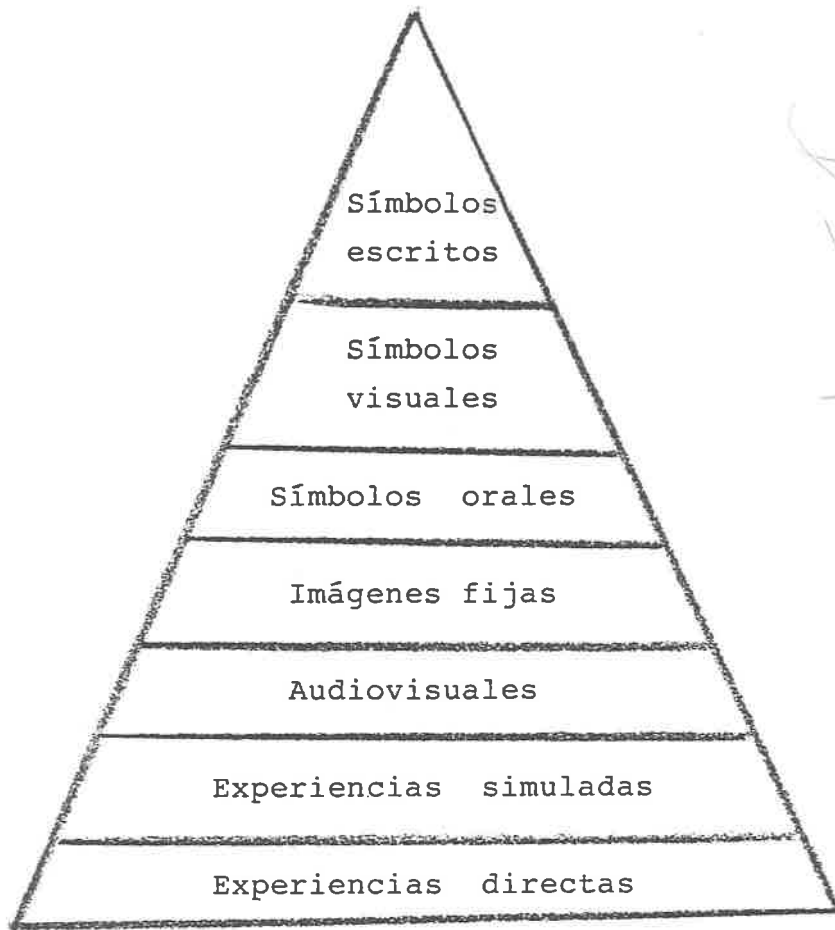 Símbolos
escritos
Símbolos
visuales
Símbolos orales
Imágenes fijas
Audiovisuales
Experiencias simuladas
Experiencias directas